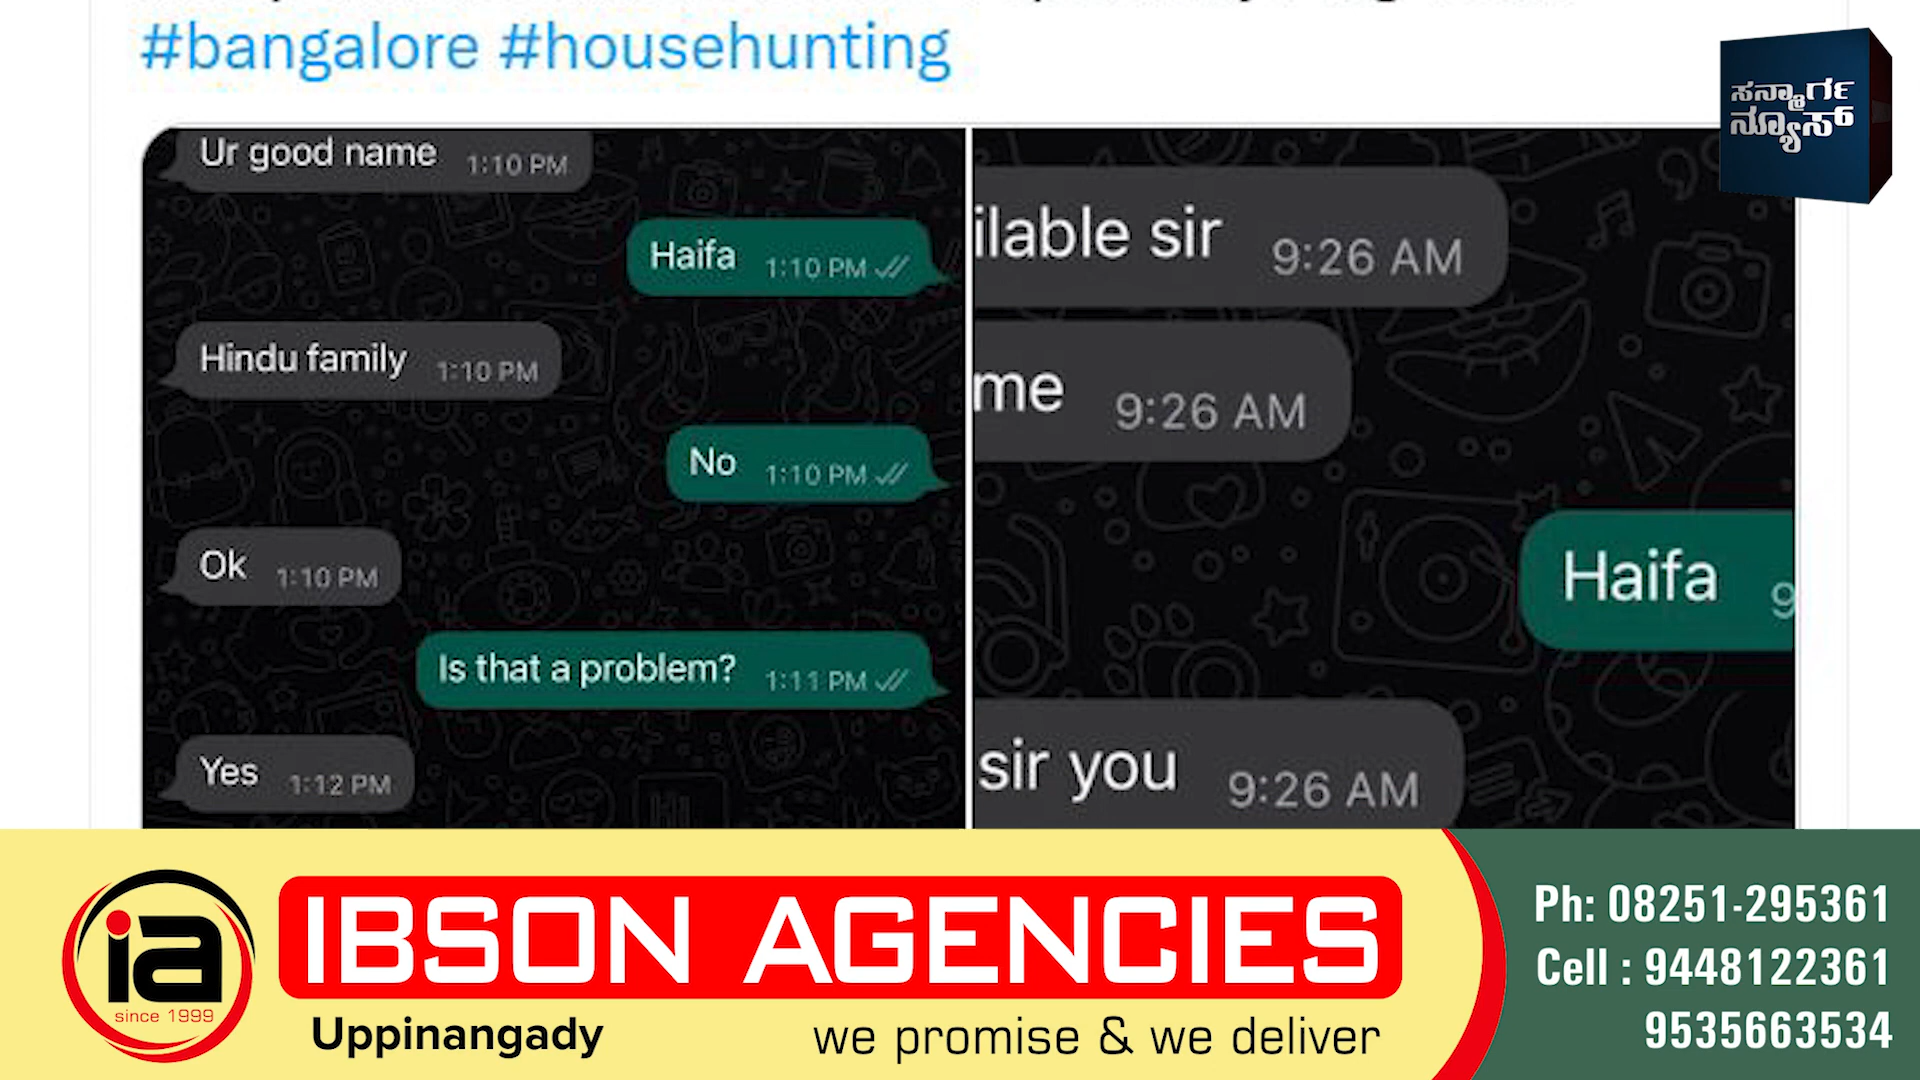 #bangalore #househunting
ಸನ್ಮಾರ್ಗ
ನ್ಯೂಸ್
Ur good name 1:10 PM
Haifa 1:10 PM
Hindu family 1:10 PM
No 1:10 PM
Ok 1:10 PM
Is that a problem? 1:11 PM
Yes 1:12 PM
ilable sir 9:26 AM
me 9:26 AM
Haifa 9
sir you 9:26 AM
ia
since 1999
IBSON AGENCIES
Uppinangady
we promise & we deliver
Ph: 08251-295361
Cell : 9448122361
9535663534